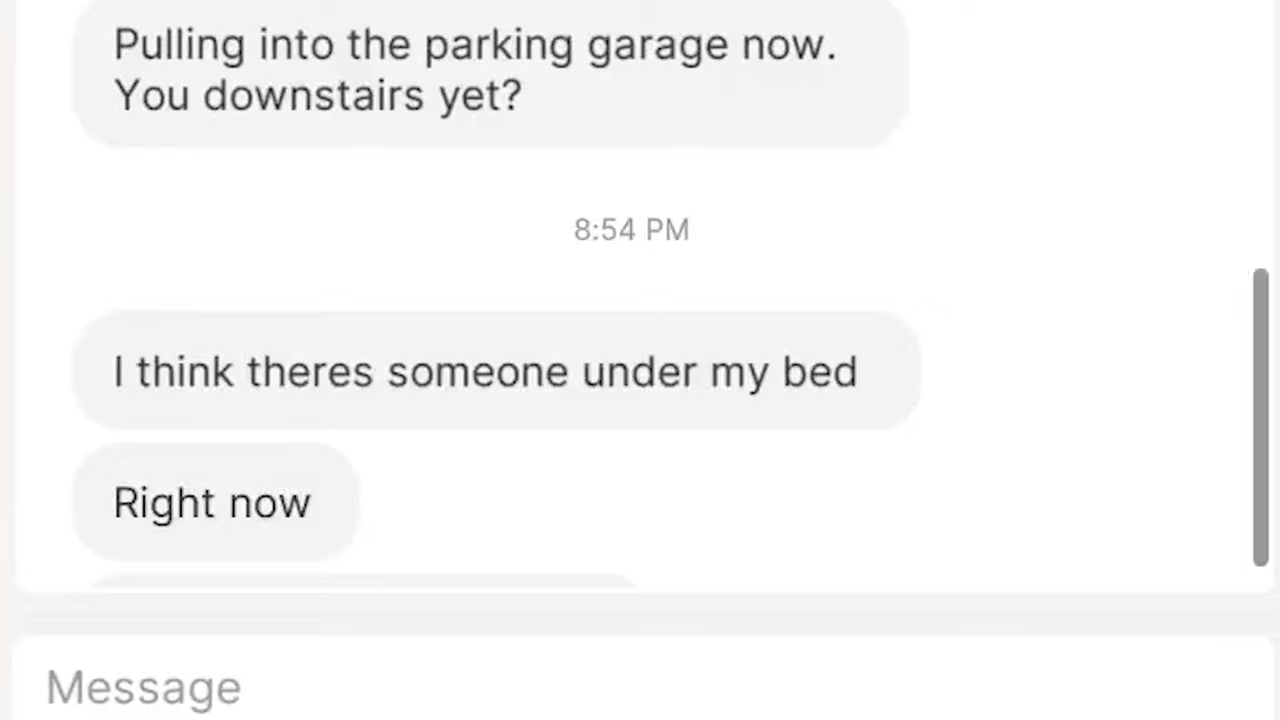 Pulling into the parking garage now.
You downstairs yet?
8:54 PM
I think theres someone under my bed
Right now
Message